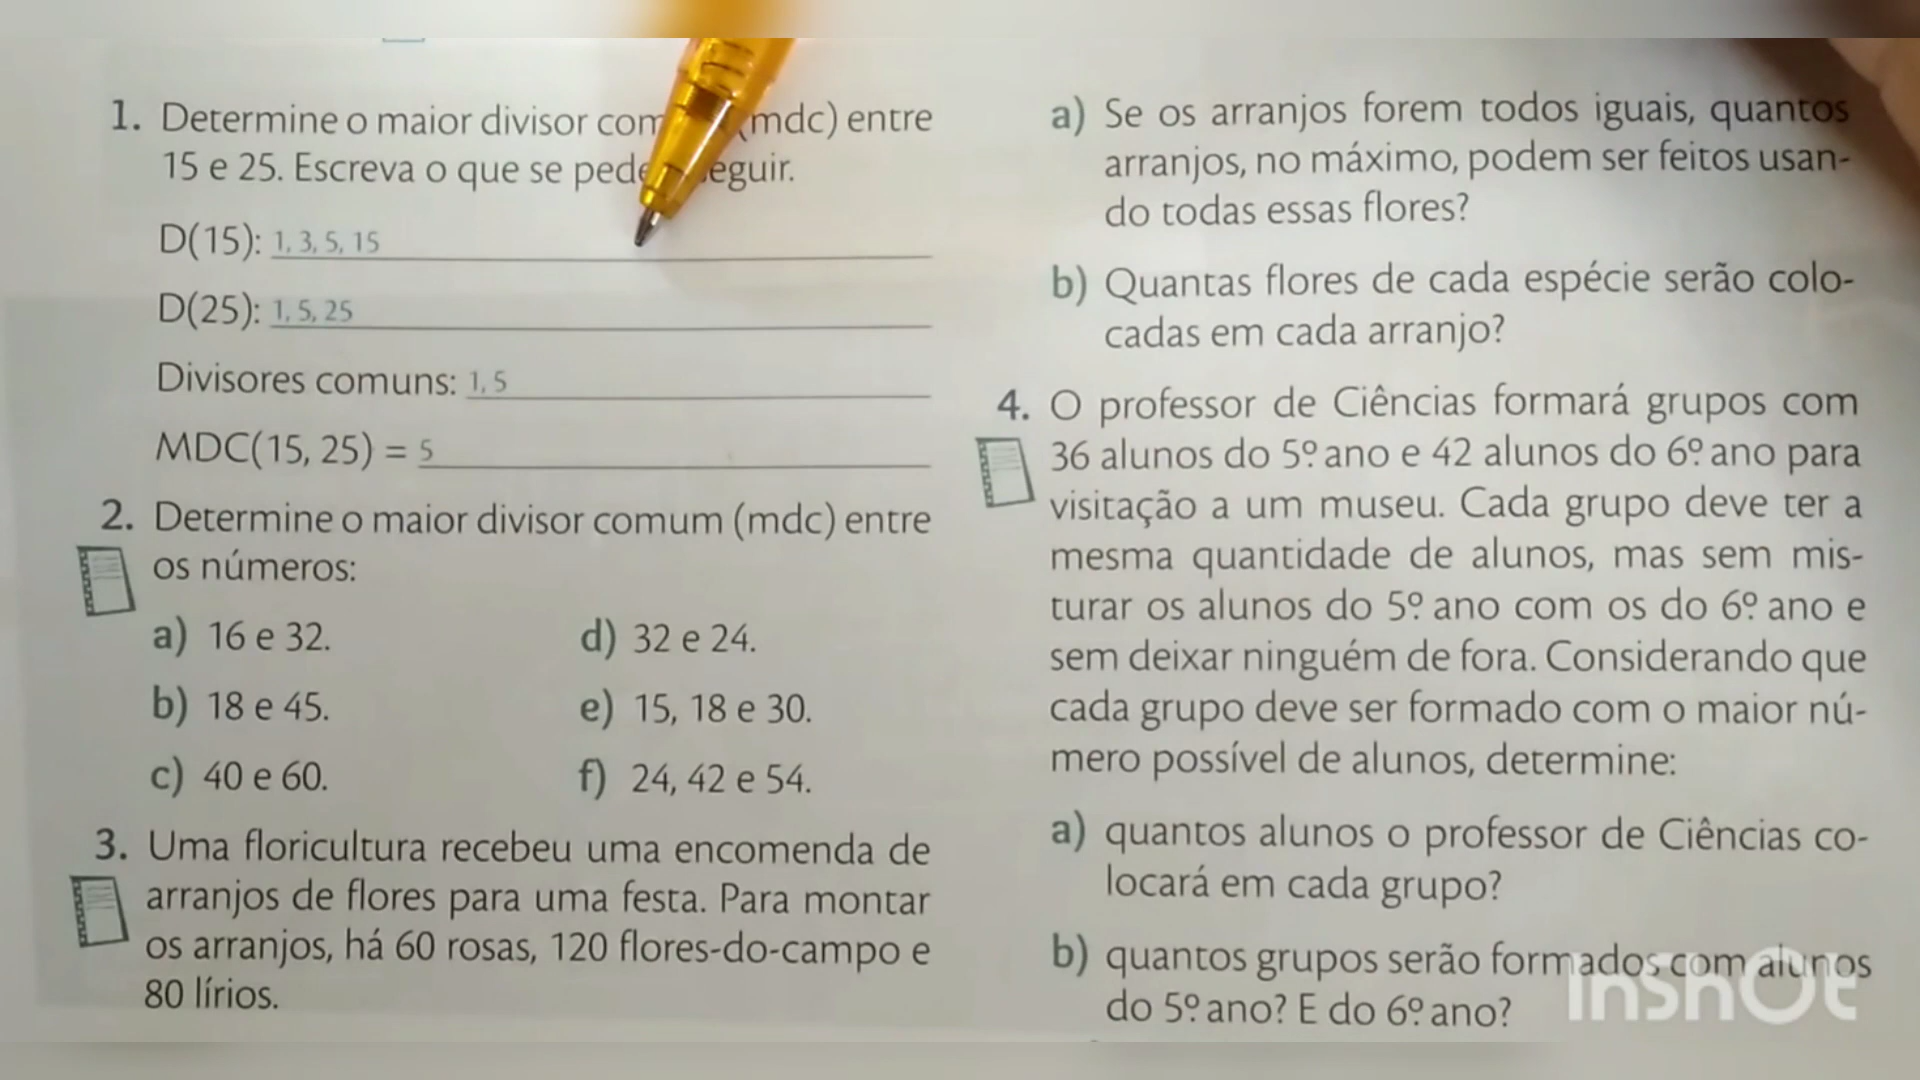 1. Determine o maior divisor com (mdc) entre
15 e 25. Escreva o que se pede eguir.
D(15): 1, 3, 5, 15
D(25): 1, 5, 25
Divisores comuns: 1, 5
MDC(15, 25) = 5
2. Determine o maior divisor comum (mdc) entre
os números:
a) 16 e 32.
b) 18 e 45.
c) 40 e 60.
d) 32 e 24.
e) 15, 18 e 30.
f) 24, 42 e 54.
3. Uma floricultura recebeu uma encomenda de
arranjos de flores para uma festa. Para montar
os arranjos, há 60 rosas, 120 flores-do-campo e
80 lírios.
a) Se os arranjos forem todos iguais, quantos
arranjos, no máximo, podem ser feitos usan-
do todas essas flores?
b) Quantas flores de cada espécie serão colo-
cadas em cada arranjo?
4. O professor de Ciências formará grupos com
36 alunos do 5º ano e 42 alunos do 6º ano para
visitação a um museu. Cada grupo deve ter a
mesma quantidade de alunos, mas sem mis-
turar os alunos do 5º ano com os do 6º ano e
sem deixar ninguém de fora. Considerando que
cada grupo deve ser formado com o maior nú-
mero possível de alunos, determine:
a) quantos alunos o professor de Ciências co-
locará em cada grupo?
b) quantos grupos serão formados com alunos
do 5º ano? E do 6º ano?
InShOt